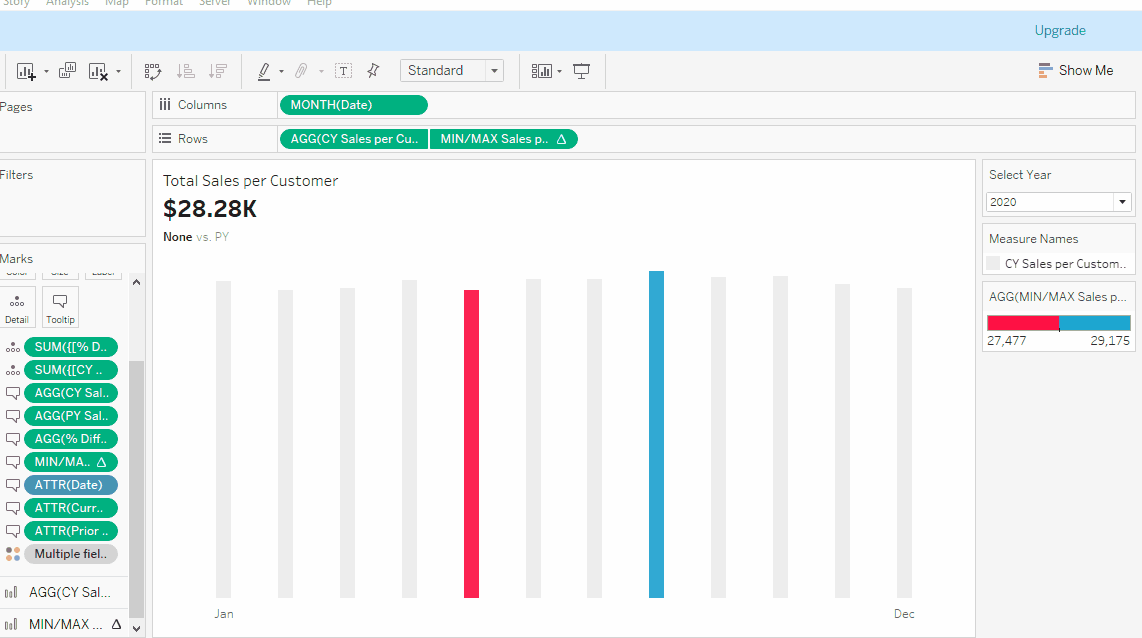 Story Analysis Map Format Server Window Help
Upgrade
T Standard Show Me
Pages
Columns MONTH(Date)
Rows AGG(CY Sales per Cu.. MIN/MAX Sales p.. Δ
Filters
Marks
Color Size Label
Detail Tooltip
SUM({[% D..
SUM({[CY ..
AGG(CY Sal..
AGG(PY Sal..
AGG(% Diff..
MIN/MA.. Δ
ATTR(Date)
ATTR(Curr..
ATTR(Prior ..
Multiple fiel..
AGG(CY Sal...
MIN/MAX ... Δ
Total Sales per Customer
$28.28K
None vs. PY
Jan Dec
Select Year
2020
Measure Names
CY Sales per Custom..
AGG(MIN/MAX Sales p...
27,477 29,175